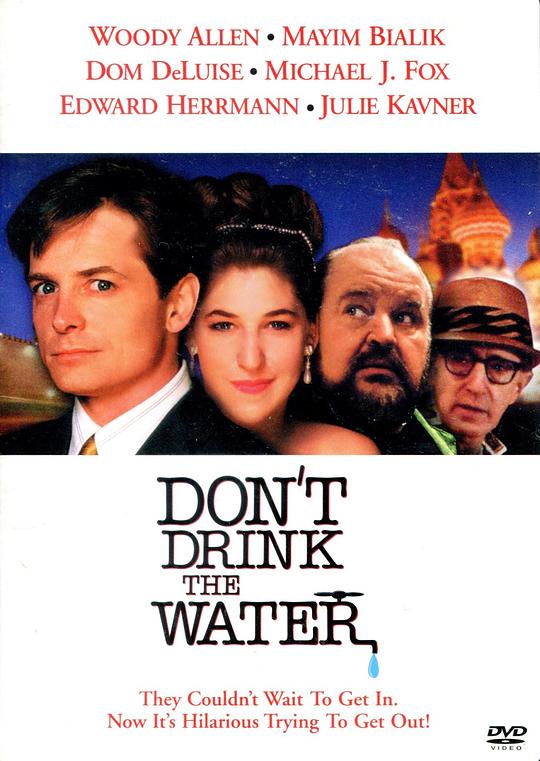 WOODY ALLEN • MAYIM BIALIK
DOM DeLUISE • MICHAEL J. FOX
EDWARD HERRMANN • JULIE KAVNER
DON'T
DRINK
THE
WATER
They Couldn't Wait To Get In.
Now It's Hilarious Trying To Get Out!
DVD
VIDEO